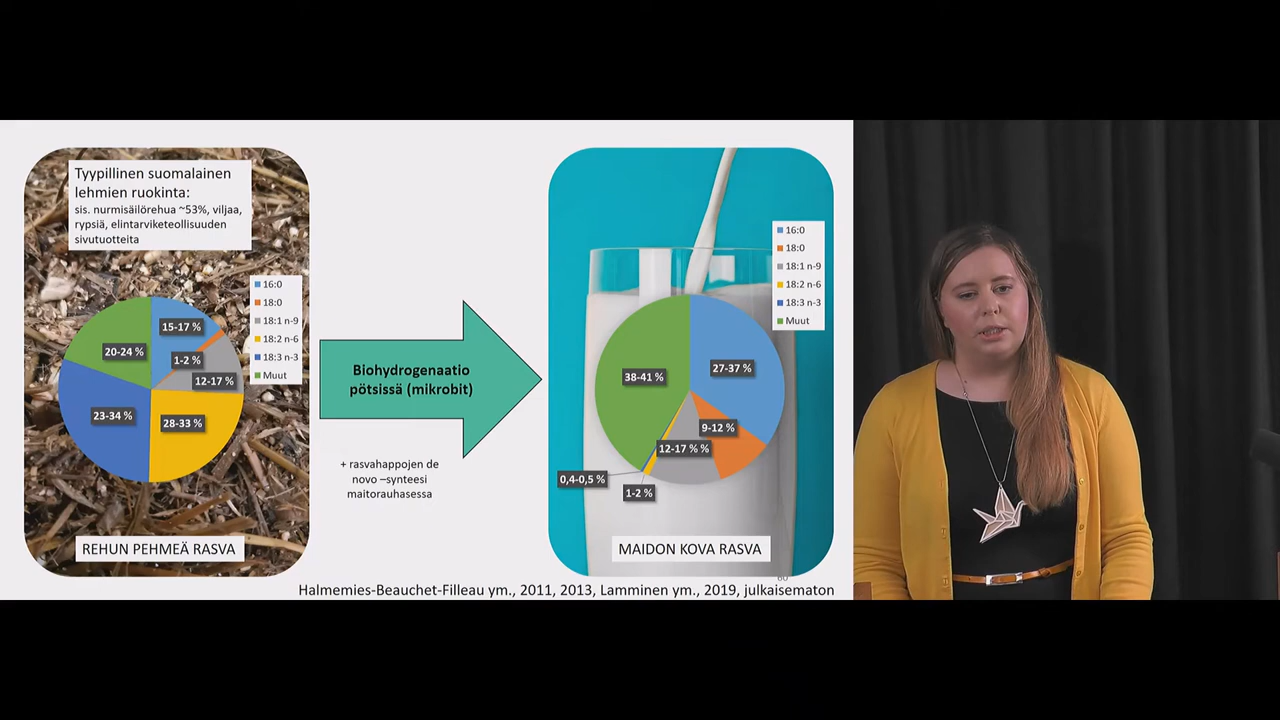 Tyypillinen suomalainen
lehmien ruokinta:
sis. nurmisäilörehua ~53%, viljaa,
rypsiä, elintarviketeollisuuden
sivutuotteita
16:0
18:0
18:1 n-9
18:2 n-6
18:3 n-3
Muut
15-17 %
1-2 %
12-17 %
28-33 %
23-34 %
20-24 %
REHUN PEHMEÄ RASVA
Biohydrogenaatio
pötsissä (mikrobit)
+ rasvahappojen de
novo –synteesi
maitorauhasessa
16:0
18:0
18:1 n-9
18:2 n-6
18:3 n-3
Muut
27-37 %
9-12 %
12-17 % %
1-2 %
0,4-0,5 %
38-41 %
MAIDON KOVA RASVA
60
Halmemies-Beauchet-Filleau ym., 2011, 2013, Lamminen ym., 2019, julkaisematon